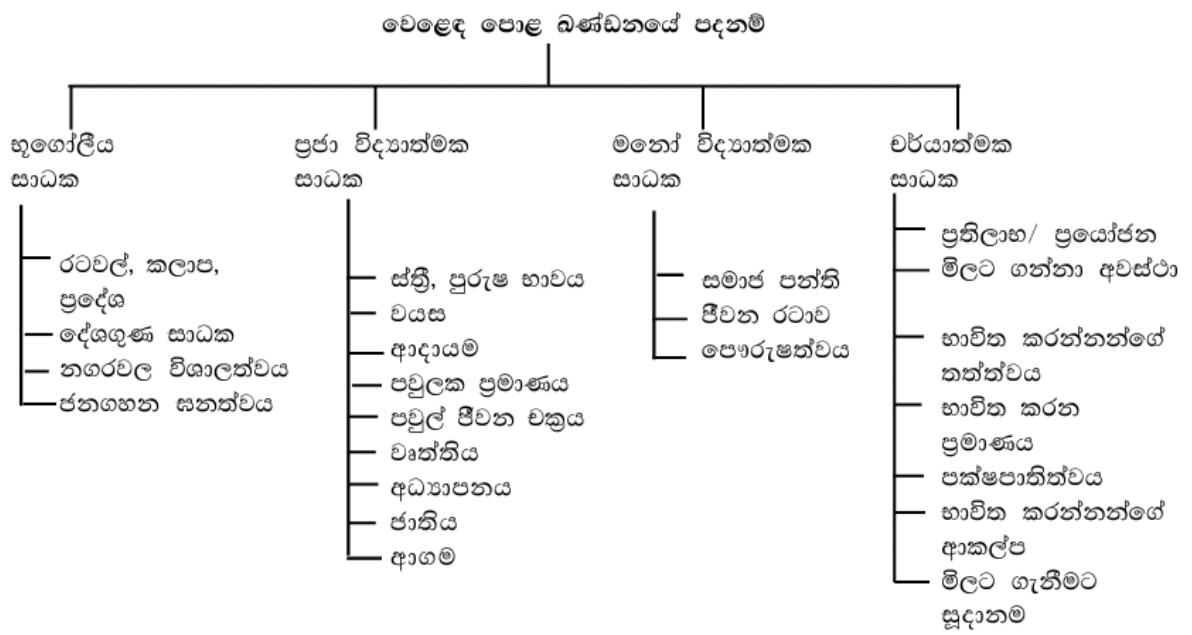 වෙළෙඳ පොළ ඛණ්ඩනයේ පදනම්
භූගෝලීය
සාධක
රටවල්, කලාප,
ප්‍රදේශ
දේශගුණ සාධක
නගරවල විශාලත්වය
ජනගහන ඝනත්වය
ප්‍රජා විද්‍යාත්මක
සාධක
ස්ත්‍රී, පුරුෂ භාවය
වයස
ආදායම
පවුලක ප්‍රමාණය
පවුල් ජීවන චක්‍රය
වෘත්තිය
අධ්‍යාපනය
ජාතිය
ආගම
මනෝ විද්‍යාත්මක
සාධක
සමාජ පන්ති
ජීවන රටාව
පෞරුෂත්වය
චර්යාත්මක
සාධක
ප්‍රතිලාභ/ ප්‍රයෝජන
මිලට ගන්නා අවස්ථා
භාවිත කරන්නන්ගේ
තත්ත්වය
භාවිත කරන
ප්‍රමාණය
පක්ෂපාතිත්වය
භාවිත කරන්නන්ගේ
ආකල්ප
මිලට ගැනීමට
සූදානම